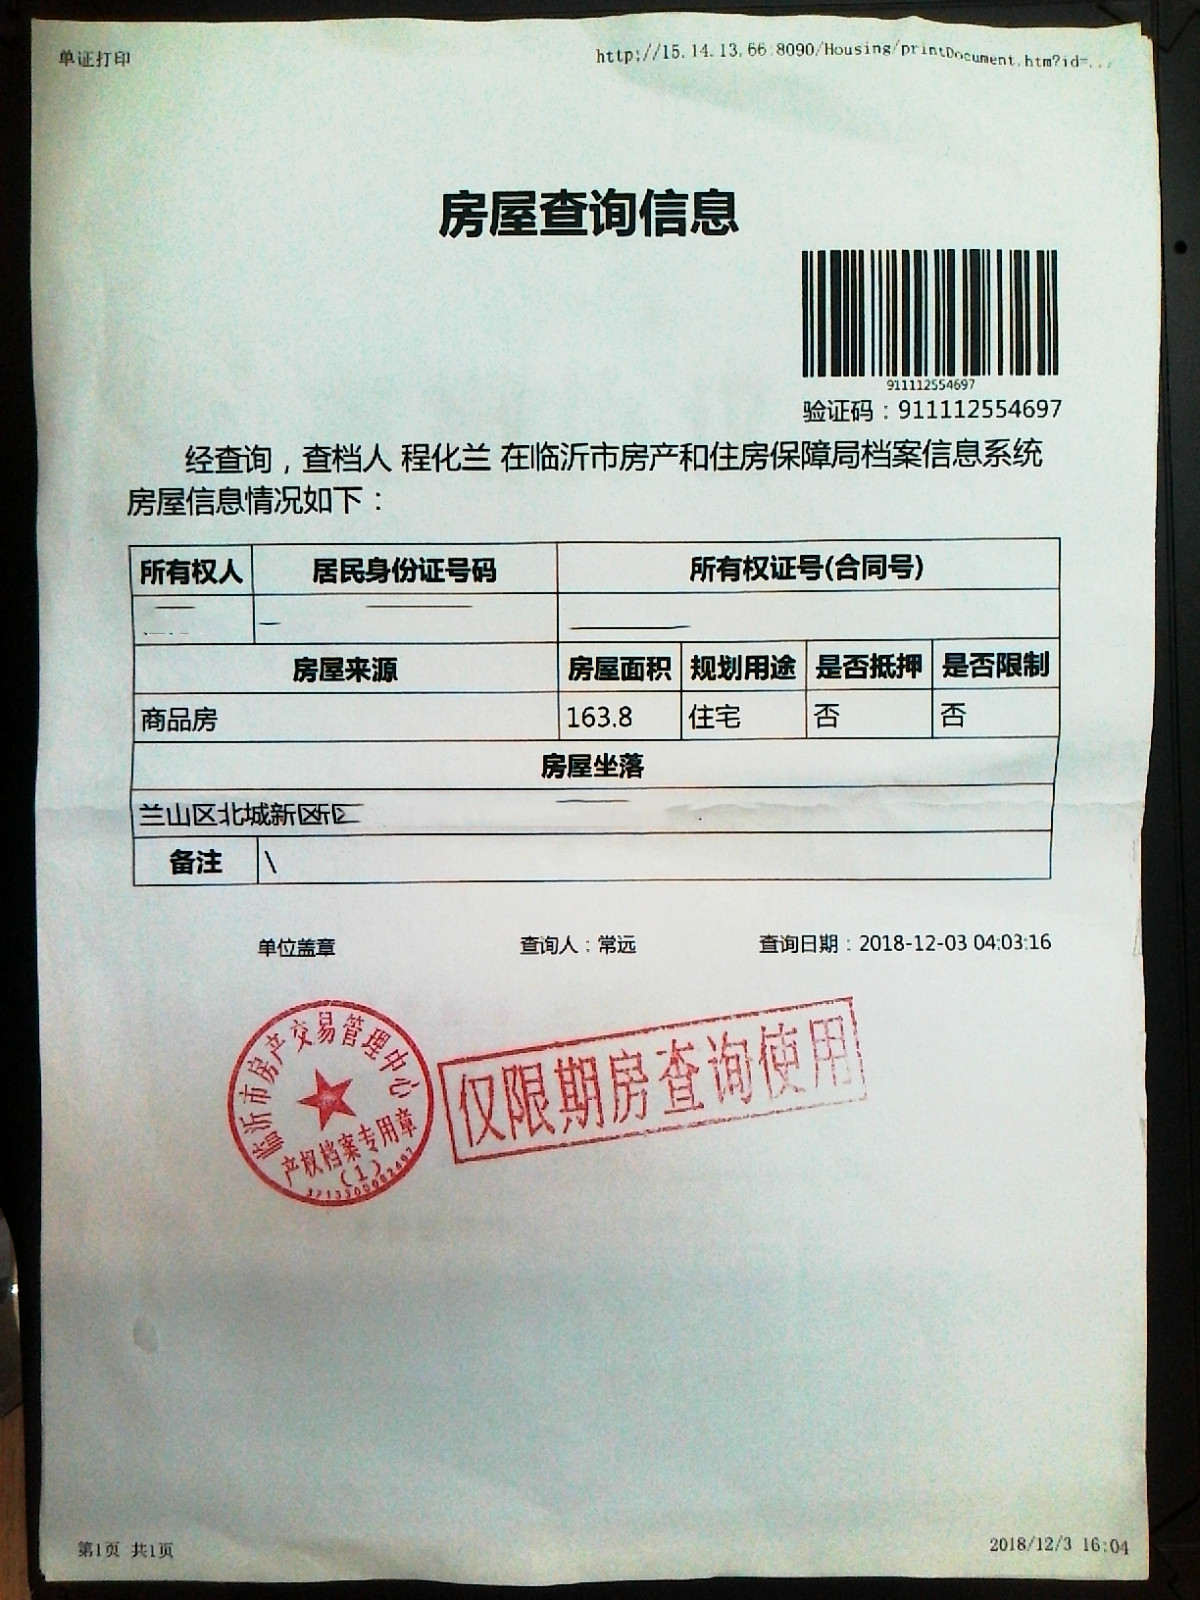 单证打印
http://15.14.13.66:8090/Housing/printDocument.htm?id=...
房屋查询信息
911112554697
验证码：911112554697
经查询，查档人 程化兰 在临沂市房产和住房保障局档案信息系统
房屋信息情况如下：
所有权人 居民身份证号码 所有权证号(合同号)
房屋来源 房屋面积 规划用途 是否抵押 是否限制
商品房 163.8 住宅 否 否
房屋坐落
兰山区北城新区
备注 \
单位盖章 查询人：常远 查询日期：2018-12-03 04:03:16
临沂市房产交易管理中心
产权档案专用章
(1)
仅限期房查询使用
第1页 共1页 2018/12/3 16:04